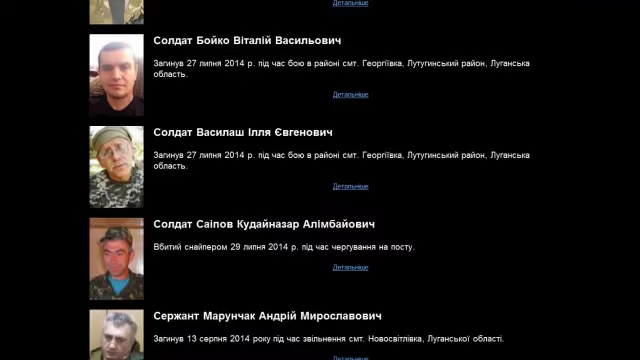 Детальніше
Солдат Бойко Віталій Васильович
Загинув 27 липня 2014 р. під час бою в районі смт. Георгіївка, Лутугинський район, Луганська
область.
Детальніше
Солдат Василаш Ілля Євгенович
Загинув 27 липня 2014 р. під час бою в районі смт. Георгіївка, Лутугинський район, Луганська
область.
Детальніше
Солдат Саіпов Кудайназар Алімбайович
Вбитий снайпером 29 липня 2014 р. під час чергування на посту.
Детальніше
Сержант Марунчак Андрій Мирославович
Загинув 13 серпня 2014 року під час звільнення смт. Новосвітлівка, Луганської області.
Детальніше